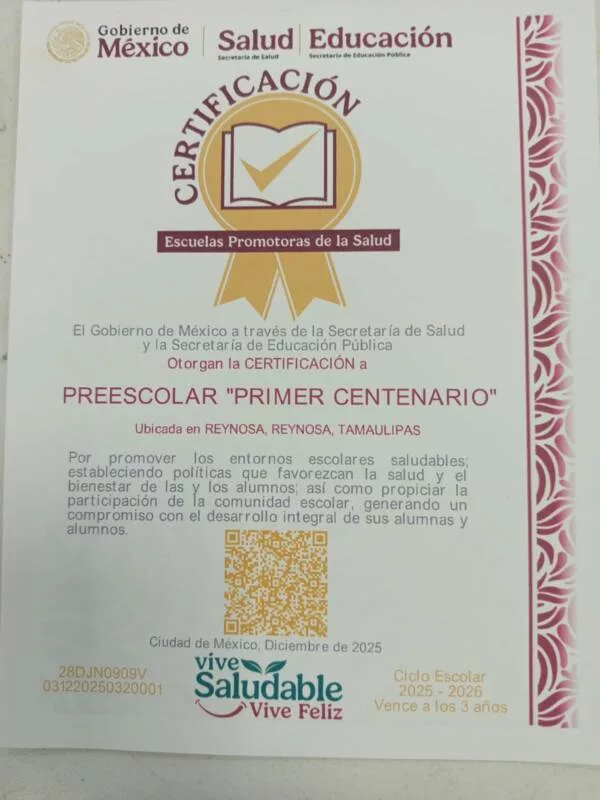 Gobierno de
México
Salud
Secretaría de Salud
Educación
Secretaría de Educación Pública
CERTIFICACIÓN
Escuelas Promotoras de la Salud
El Gobierno de México a través de la Secretaría de Salud
y la Secretaría de Educación Pública
Otorgan la CERTIFICACIÓN a
PREESCOLAR "PRIMER CENTENARIO"
Ubicada en REYNOSA, REYNOSA, TAMAULIPAS
Por promover los entornos escolares saludables;
estableciendo políticas que favorezcan la salud y el
bienestar de las y los alumnos; así como propiciar la
participación de la comunidad escolar, generando un
compromiso con el desarrollo integral de sus alumnas y
alumnos.
Ciudad de México, Diciembre de 2025
28DJN0909V
031220250320001
vive
Saludable
Vive Feliz
Ciclo Escolar
2025 - 2026
Vence a los 3 años